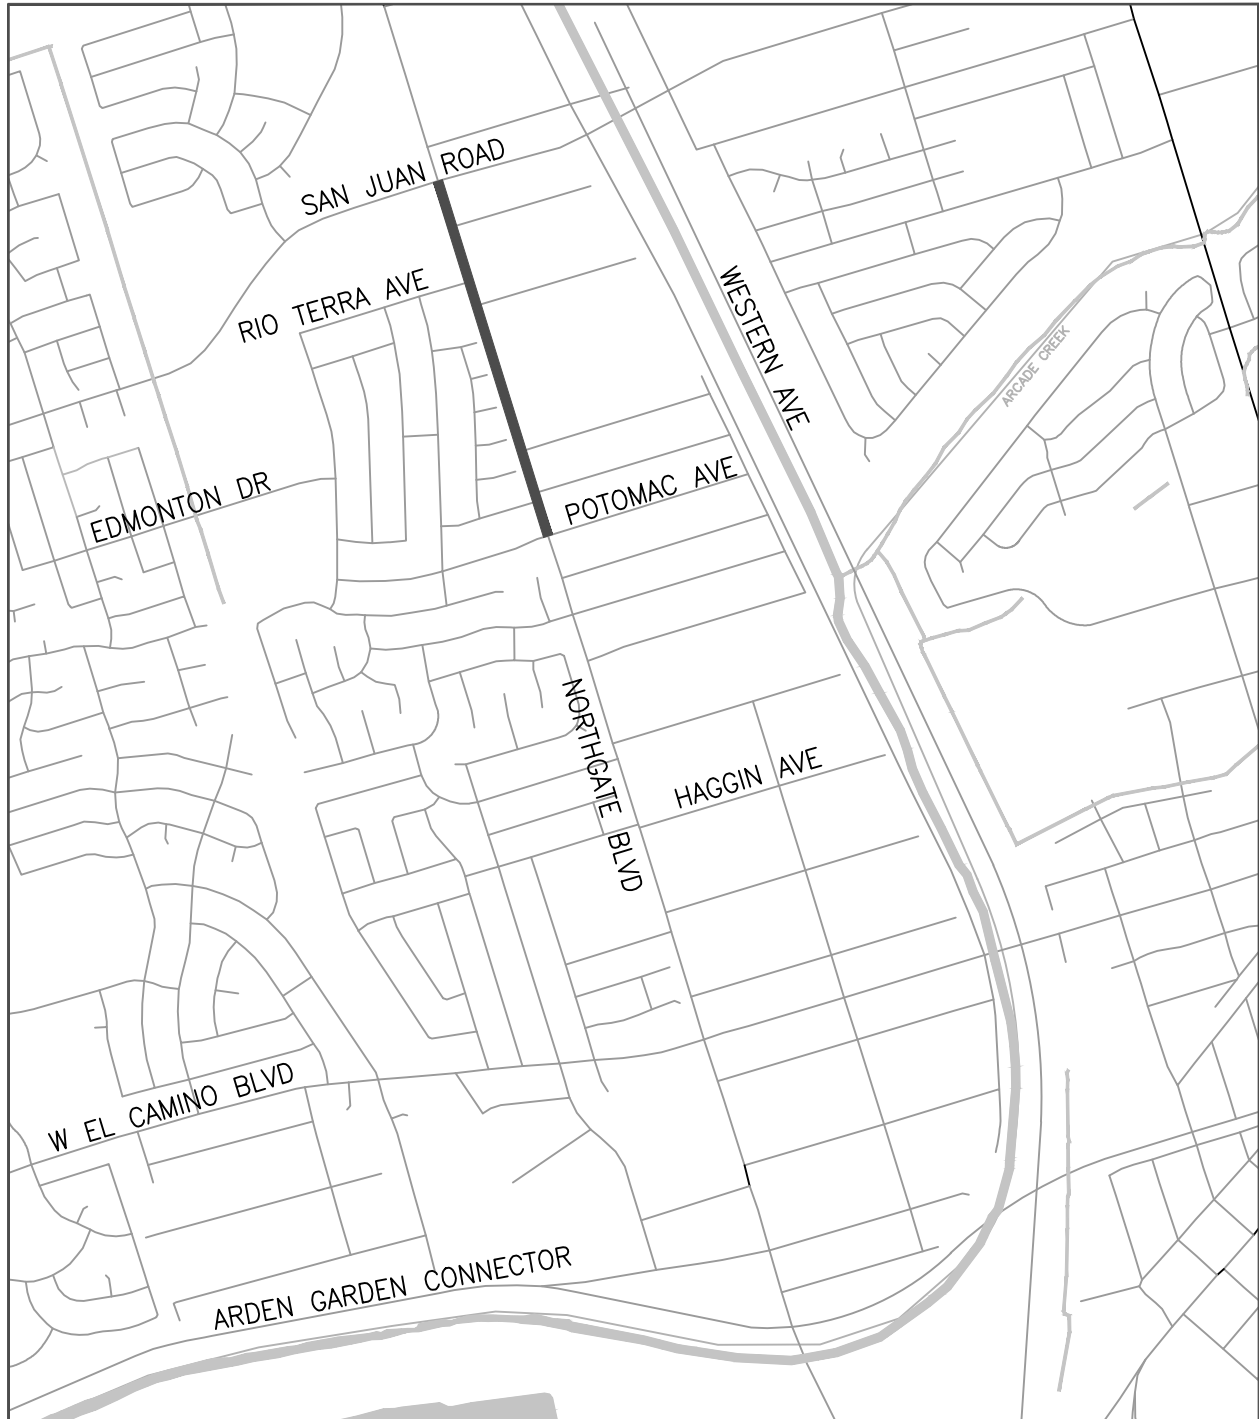 SAN JUAN ROAD
RIO TERRA AVE
WESTERN AVE
ARCADE CREEK
EDMONTON DR
POTOMAC AVE
NORTHGATE BLVD
HAGGIN AVE
W EL CAMINO BLVD
ARDEN GARDEN CONNECTOR